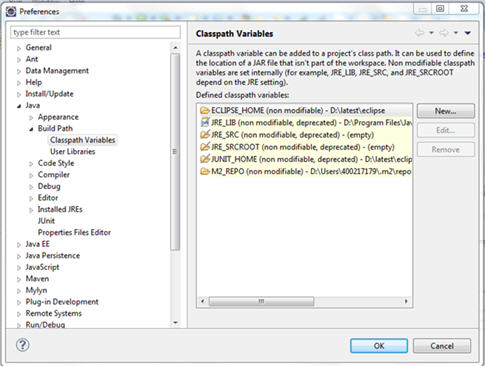 Preferences
type filter text
General
Ant
Data Management
Help
Install/Update
Java
Appearance
Build Path
Classpath Variables
User Libraries
Code Style
Compiler
Debug
Editor
Installed JREs
JUnit
Properties Files Editor
Java EE
Java Persistence
JavaScript
Maven
Mylyn
Plug-in Development
Remote Systems
Run/Debug
Classpath Variables
A classpath variable can be added to a project's class path. It can be used to define
the location of a JAR file that isn't part of the workspace. Non modifiable classpath
variables are set internally (for example, JRE_LIB, JRE_SRC, and JRE_SRCROOT
depend on the JRE setting).
Defined classpath variables:
ECLIPSE_HOME (non modifiable) - D:\latest\eclipse
JRE_LIB (non modifiable, deprecated) - D:\Program Files\Jav
JRE_SRC (non modifiable, deprecated) - (empty)
JRE_SRCROOT (non modifiable, deprecated) - (empty)
JUNIT_HOME (non modifiable, deprecated) - D:\latest\eclip
M2_REPO (non modifiable) - D:\Users\400217179\.m2\repo
New...
Edit...
Remove
OK
Cancel